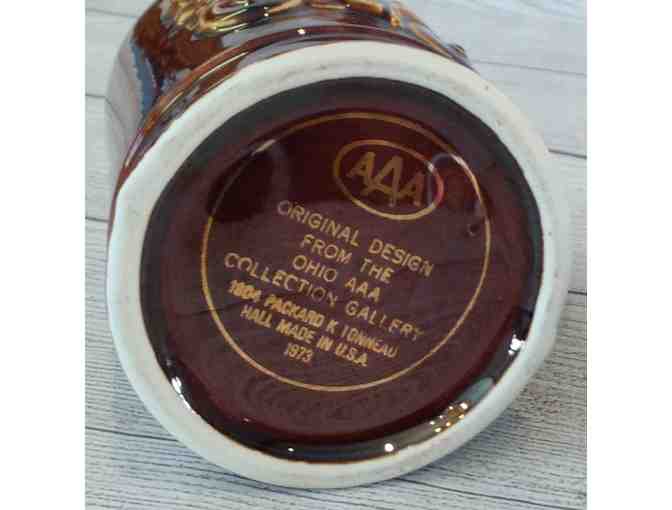 AAA
ORIGINAL DESIGN
FROM THE
OHIO AAA
COLLECTION GALLERY
1904 PACKARD K TONNEAU
HALL MADE IN U.S.A.
1973